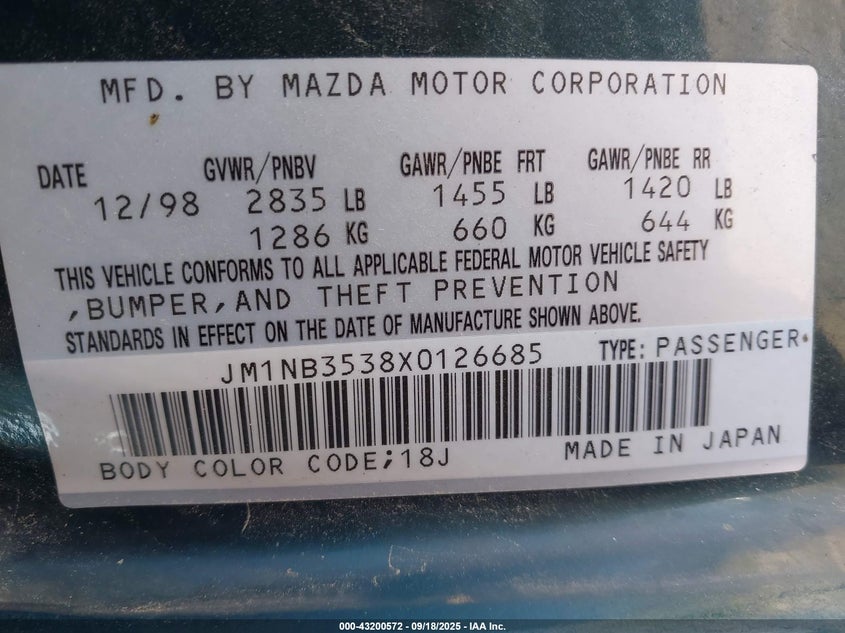 MFD. BY MAZDA MOTOR CORPORATION
DATE GVWR/PNBV GAWR/PNBE FRT GAWR/PNBE RR
12/98 2835 LB 1455 LB 1420 LB
1286 KG 660 KG 644 KG
THIS VEHICLE CONFORMS TO ALL APPLICABLE FEDERAL MOTOR VEHICLE SAFETY
,BUMPER,AND THEFT PREVENTION
STANDARDS IN EFFECT ON THE DATE OF MANUFACTURE SHOWN ABOVE.
JM1NB3538X0126685 TYPE: PASSENGER
BODY COLOR CODE;18J MADE IN JAPAN
000-43200572 - 09/18/2025 - IAA Inc.